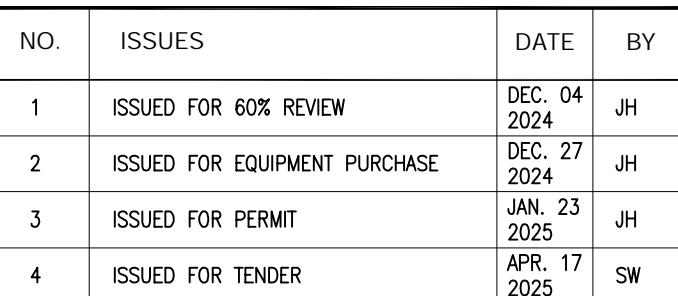 NO. ISSUES DATE BY
1 ISSUED FOR 60% REVIEW DEC. 04 2024 JH
2 ISSUED FOR EQUIPMENT PURCHASE DEC. 27 2024 JH
3 ISSUED FOR PERMIT JAN. 23 2025 JH
4 ISSUED FOR TENDER APR. 17 2025 SW